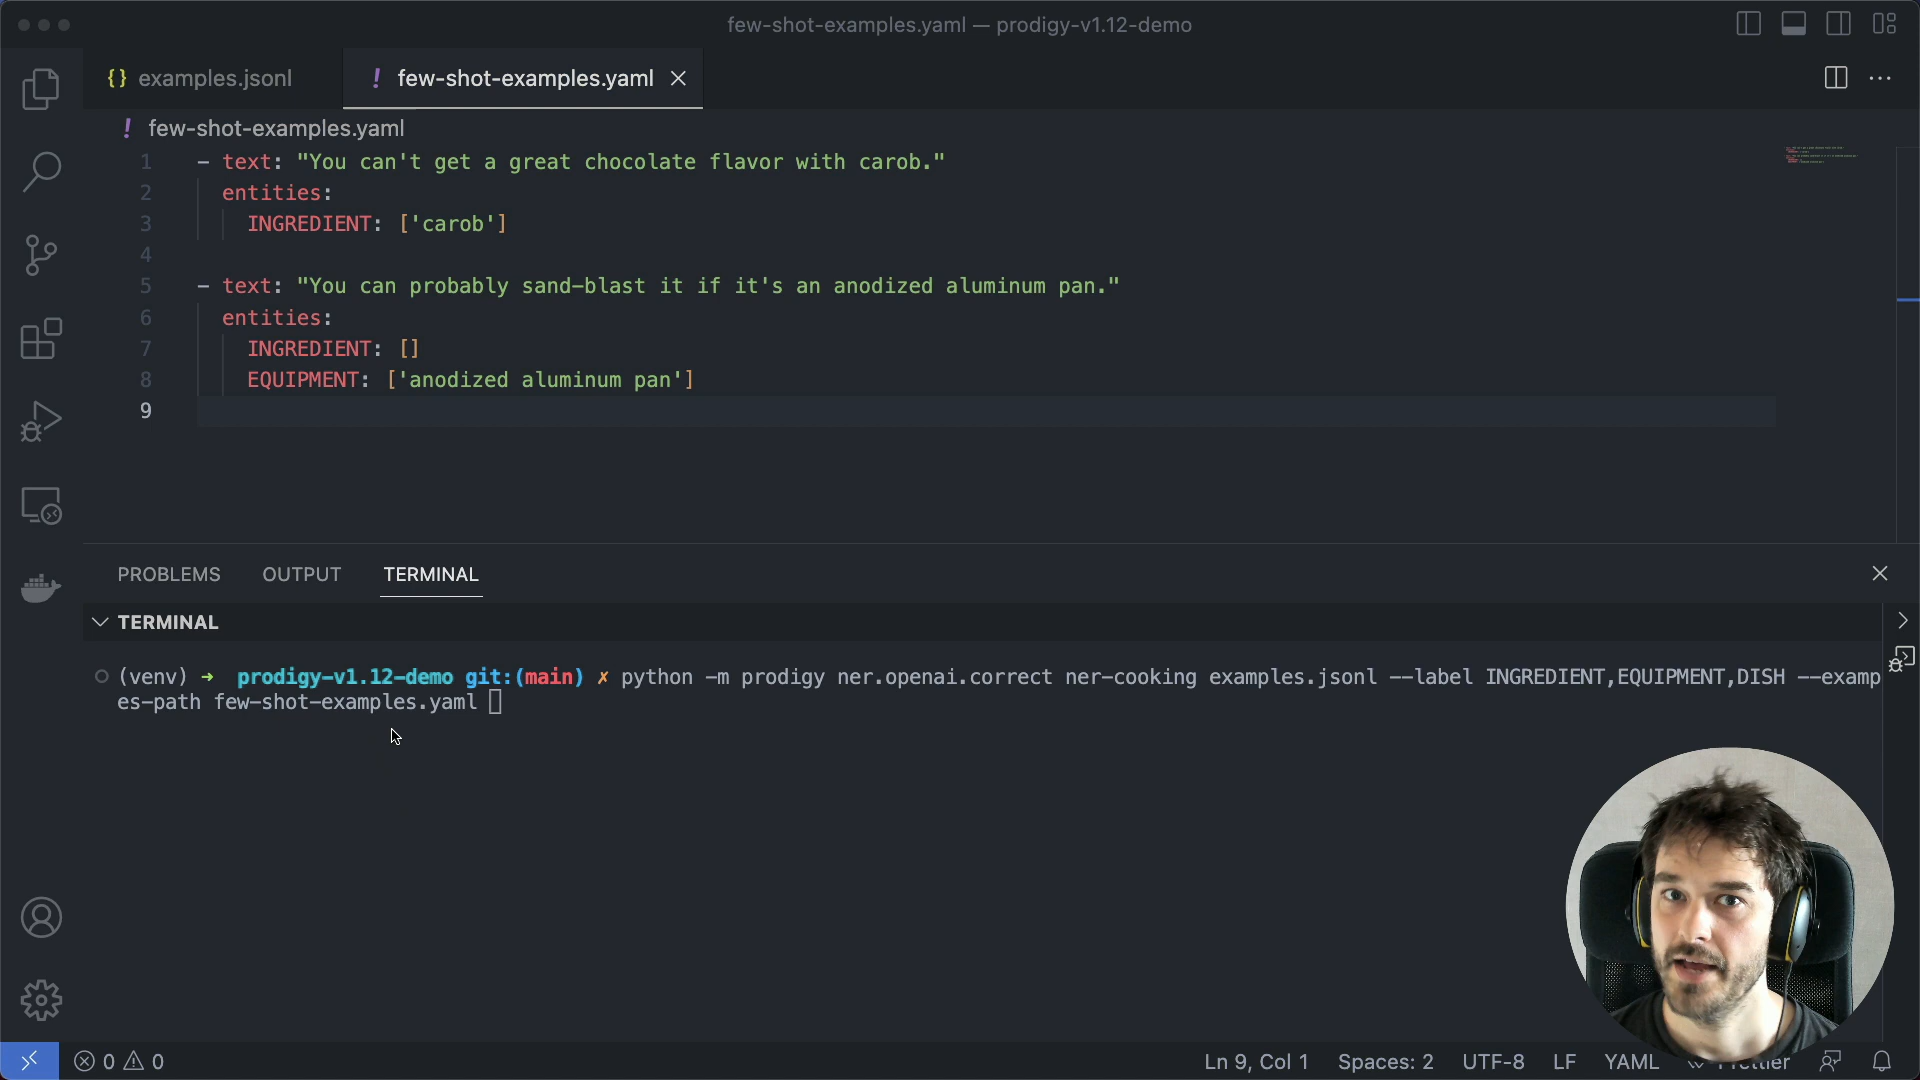 few-shot-examples.yaml — prodigy-v1.12-demo
{} examples.jsonl
! few-shot-examples.yaml
! few-shot-examples.yaml
1 - text: "You can't get a great chocolate flavor with carob."
2 entities:
3 INGREDIENT: ['carob']
4
5 - text: "You can probably sand-blast it if it's an anodized aluminum pan."
6 entities:
7 INGREDIENT: []
8 EQUIPMENT: ['anodized aluminum pan']
9
PROBLEMS OUTPUT TERMINAL
TERMINAL
(venv) ➜ prodigy-v1.12-demo git:(main) ✗ python -m prodigy ner.openai.correct ner-cooking examples.jsonl --label INGREDIENT,EQUIPMENT,DISH --examp
es-path few-shot-examples.yaml
0 0 Ln 9, Col 1 Spaces: 2 UTF-8 LF YAML